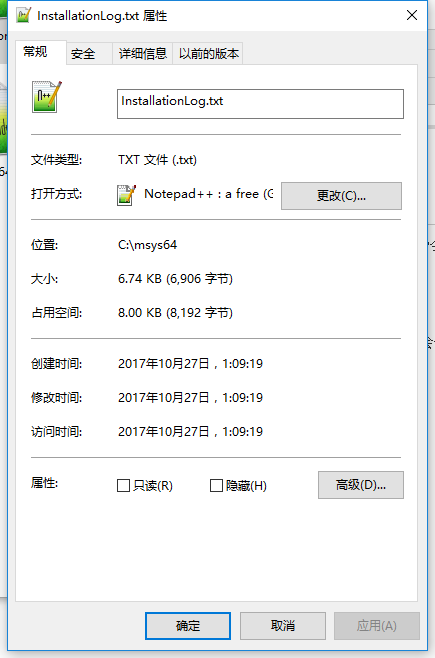 InstallationLog.txt 属性
常规 安全 详细信息 以前的版本
InstallationLog.txt
文件类型: TXT 文件 (.txt)
打开方式: Notepad++ : a free (G 更改(C)...
位置: C:\msys64
大小: 6.74 KB (6,906 字节)
占用空间: 8.00 KB (8,192 字节)
创建时间: 2017年10月27日，1:09:19
修改时间: 2017年10月27日，1:09:19
访问时间: 2017年10月27日，1:09:19
属性: 只读(R) 隐藏(H) 高级(D)...
确定 取消 应用(A)